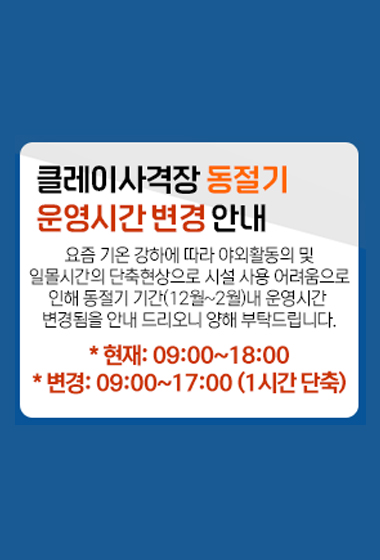 클레이사격장 동절기
운영시간 변경 안내
요즘 기온 강하에 따라 야외활동의 및
일몰시간의 단축현상으로 시설 사용 어려움으로
인해 동절기 기간(12월~2월)내 운영시간
변경됨을 안내 드리오니 양해 부탁드립니다.
* 현재: 09:00~18:00
* 변경: 09:00~17:00 (1시간 단축)